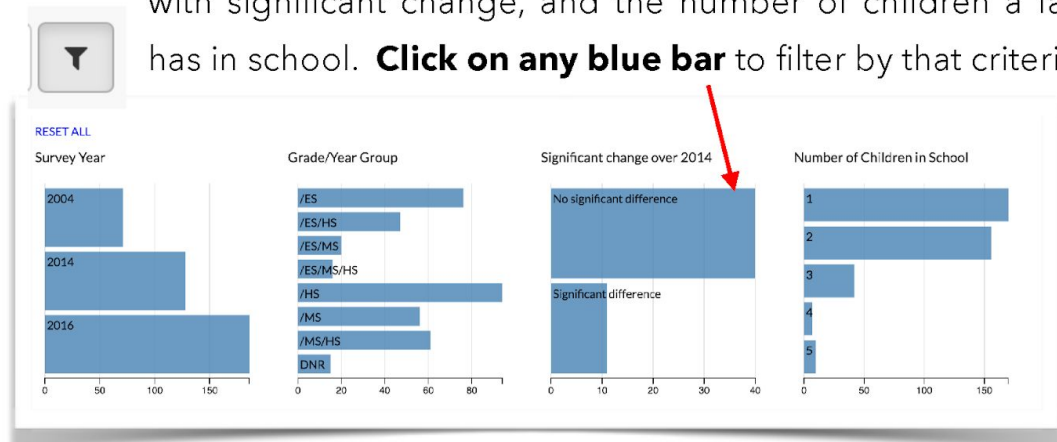 with significant change, and the number of children a
has in school. Click on any blue bar to filter by that
RESET ALL
Survey Year
2004
2014
2016
0 50 100 150
Grade/Year Group
/ES
/ES/HS
/ES/MS
/ES/MS/HS
/HS
/MS
/MS/HS
DNR
0 20 40 60 80
Significant change over 2014
No significant difference
Significant difference
0 10 20 30 40
Number of Children in School
1
2
3
4
5
0 50 100 150